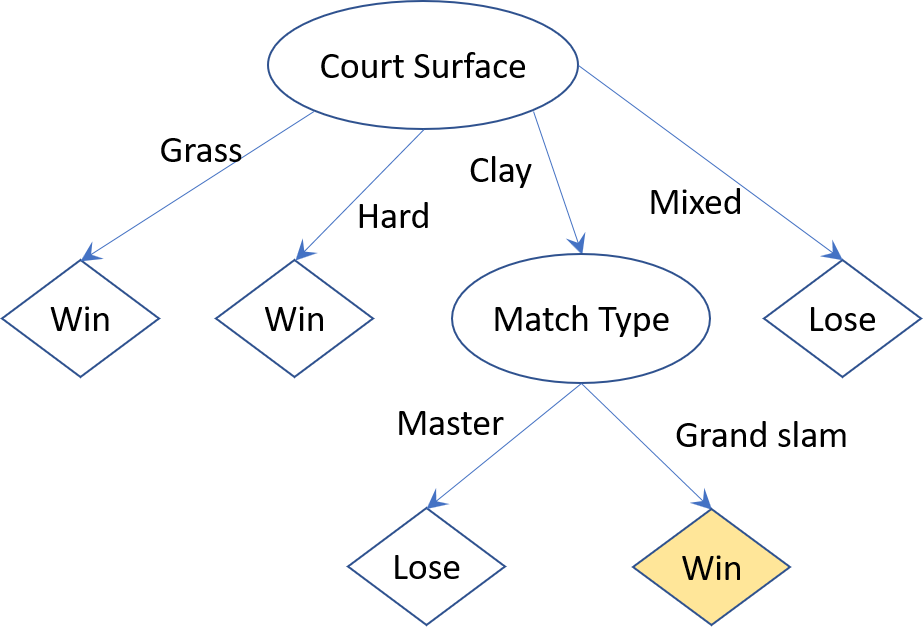 Court Surface
Grass
Clay
Hard
Mixed
Win
Win
Match Type
Lose
Master
Grand slam
Lose
Win